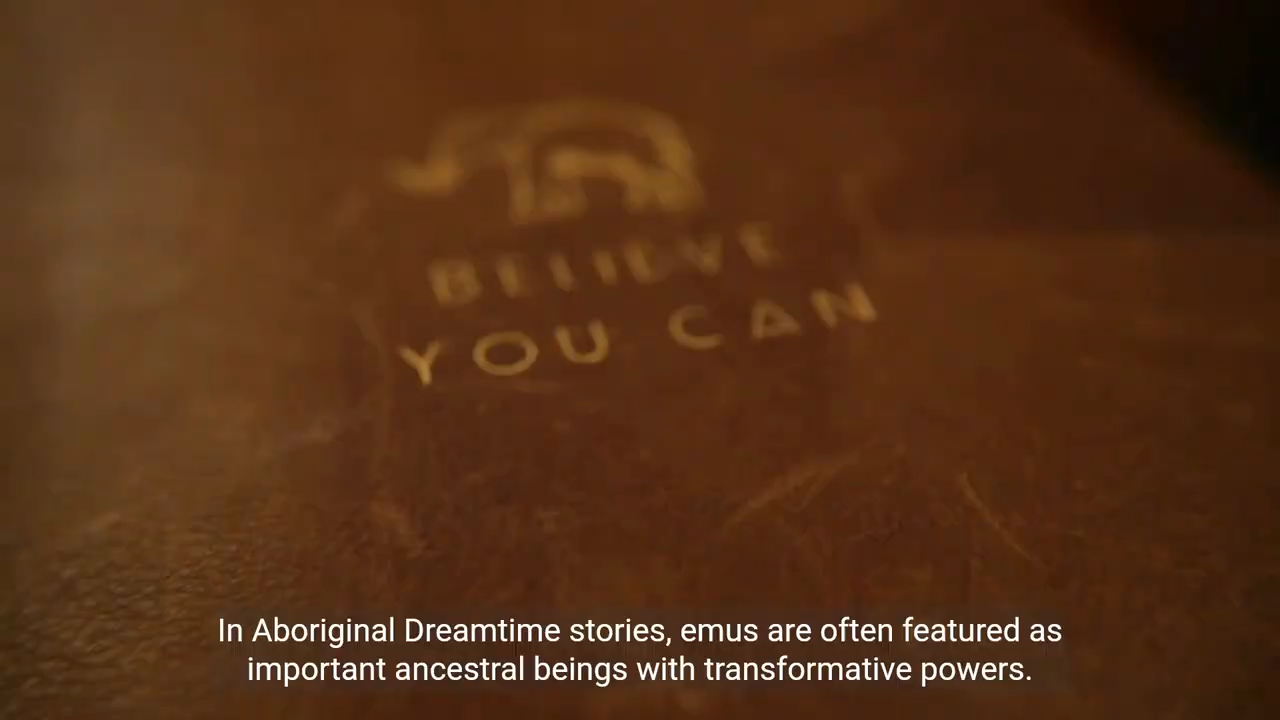 BELIEVE
YOU CAN
In Aboriginal Dreamtime stories, emus are often featured as
important ancestral beings with transformative powers.